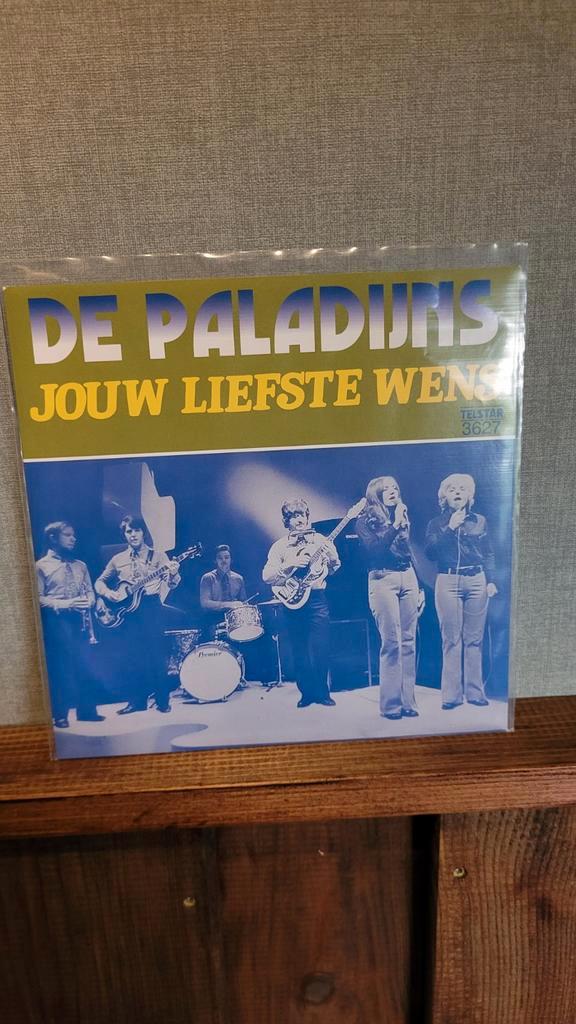 DE PALADIJNS
JOUW LIEFSTE WENS
TELSTAR
3627
Premier